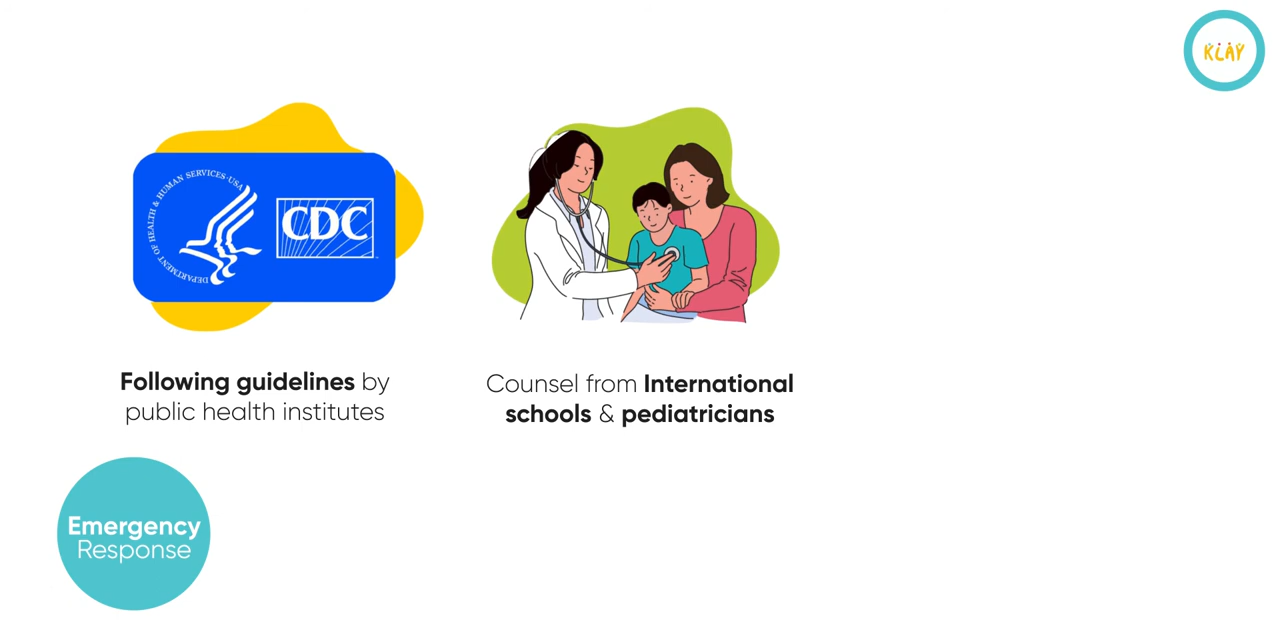 KLAY
DEPARTMENT OF HEALTH & HUMAN SERVICES·USA
CDC
Following guidelines by
public health institutes
Counsel from International
schools & pediatricians
Emergency
Response